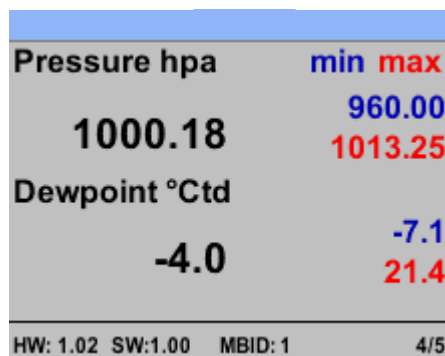 Pressure hpa min max
960.00
1000.18
1013.25
Dewpoint °Ctd
-7.1
-4.0
21.4
HW: 1.02 SW:1.00 MBID: 1 4/5